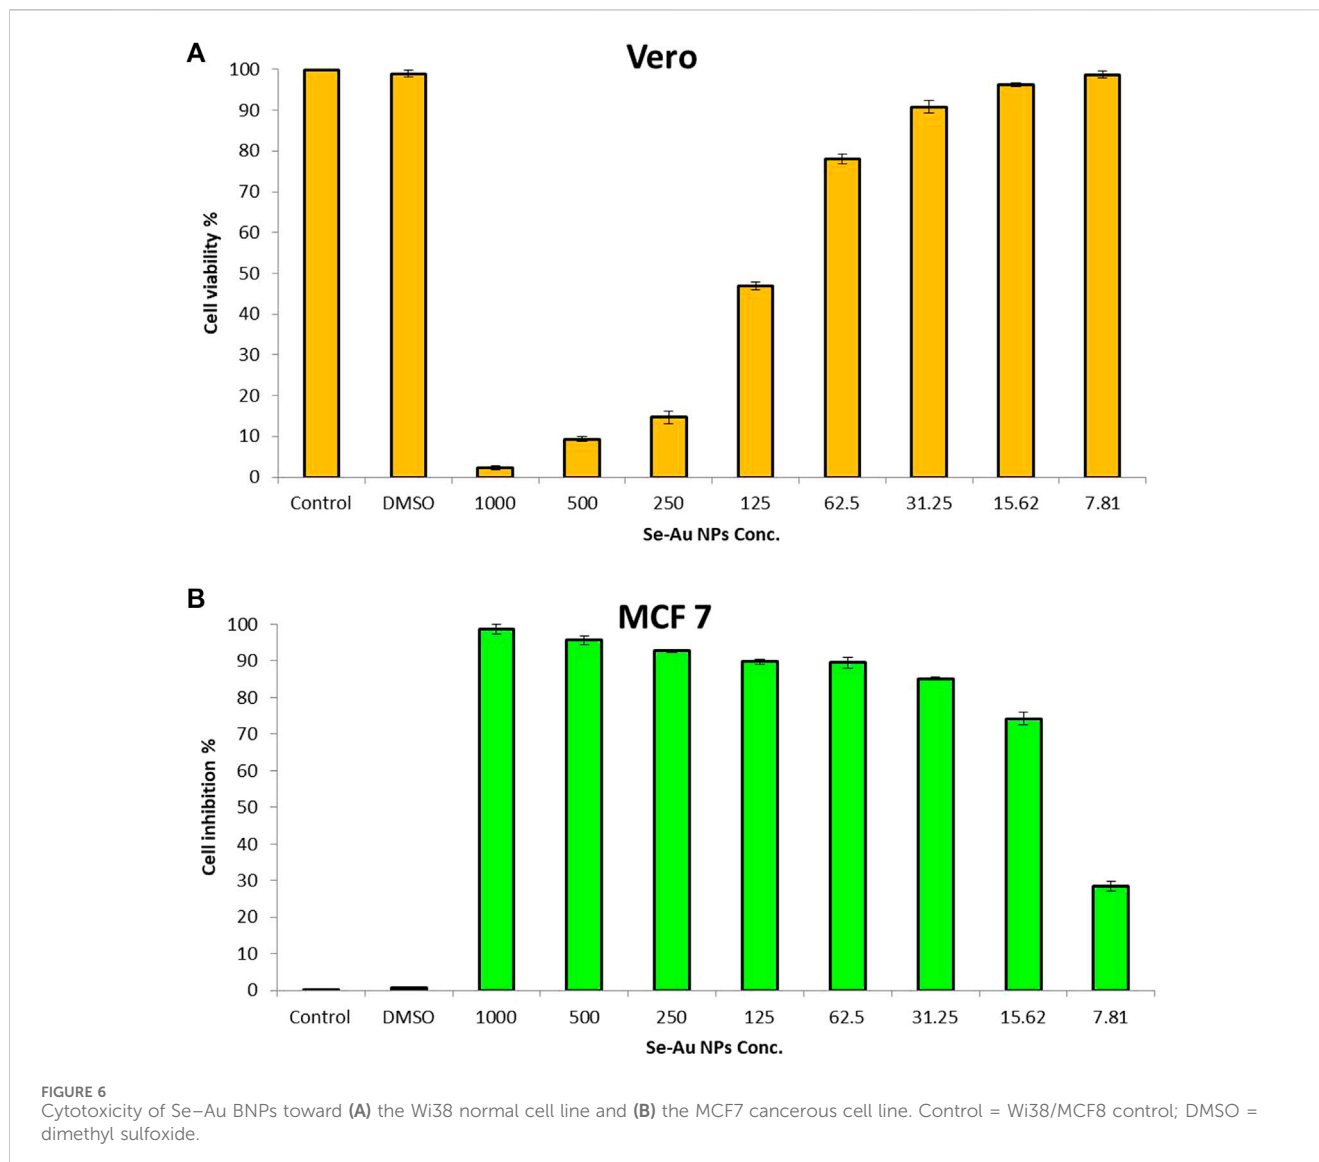 A
Vero
100
90
80
70
60
50
40
30
20
10
0
Cell viability %
Control DMSO 1000 500 250 125 62.5 31.25 15.62 7.81
Se-Au NPs Conc.
B
MCF 7
100
90
80
70
60
50
40
30
20
10
0
Cell inhibition %
Control DMSO 1000 500 250 125 62.5 31.25 15.62 7.81
Se-Au NPs Conc.
FIGURE 6
Cytotoxicity of Se–Au BNPs toward (A) the Wi38 normal cell line and (B) the MCF7 cancerous cell line. Control = Wi38/MCF8 control; DMSO =
dimethyl sulfoxide.